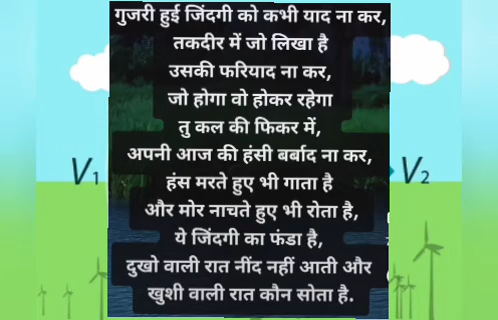 गुजरी हुई जिंदगी को कभी याद ना कर,
तकदीर में जो लिखा है
उसकी फरियाद ना कर,
जो होगा वो होकर रहेगा
तु कल की फिकर में,
अपनी आज की हंसी बर्बाद ना कर,
हंस मरते हुए भी गाता है
और मोर नाचते हुए भी रोता है,
ये जिंदगी का फंडा है,
दुखो वाली रात नींद नहीं आती और
खुशी वाली रात कौन सोता है.
V1
V2